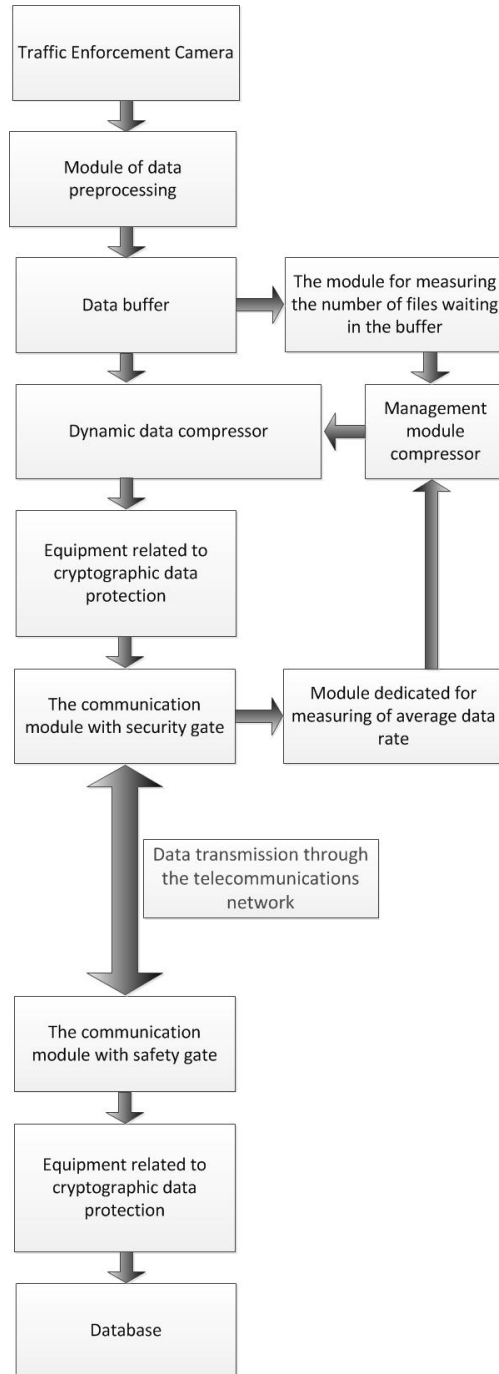 Traffic Enforcement Camera
Module of data
preprocessing
Data buffer
The module for measuring
the number of files waiting
in the buffer
Dynamic data compressor
Management
module
compressor
Equipment related to
cryptographic data
protection
The communication
module with security gate
Module dedicated for
measuring of average data
rate
Data transmission through
the telecommunications
network
The communication
module with safety gate
Equipment related to
cryptographic data
protection
Database